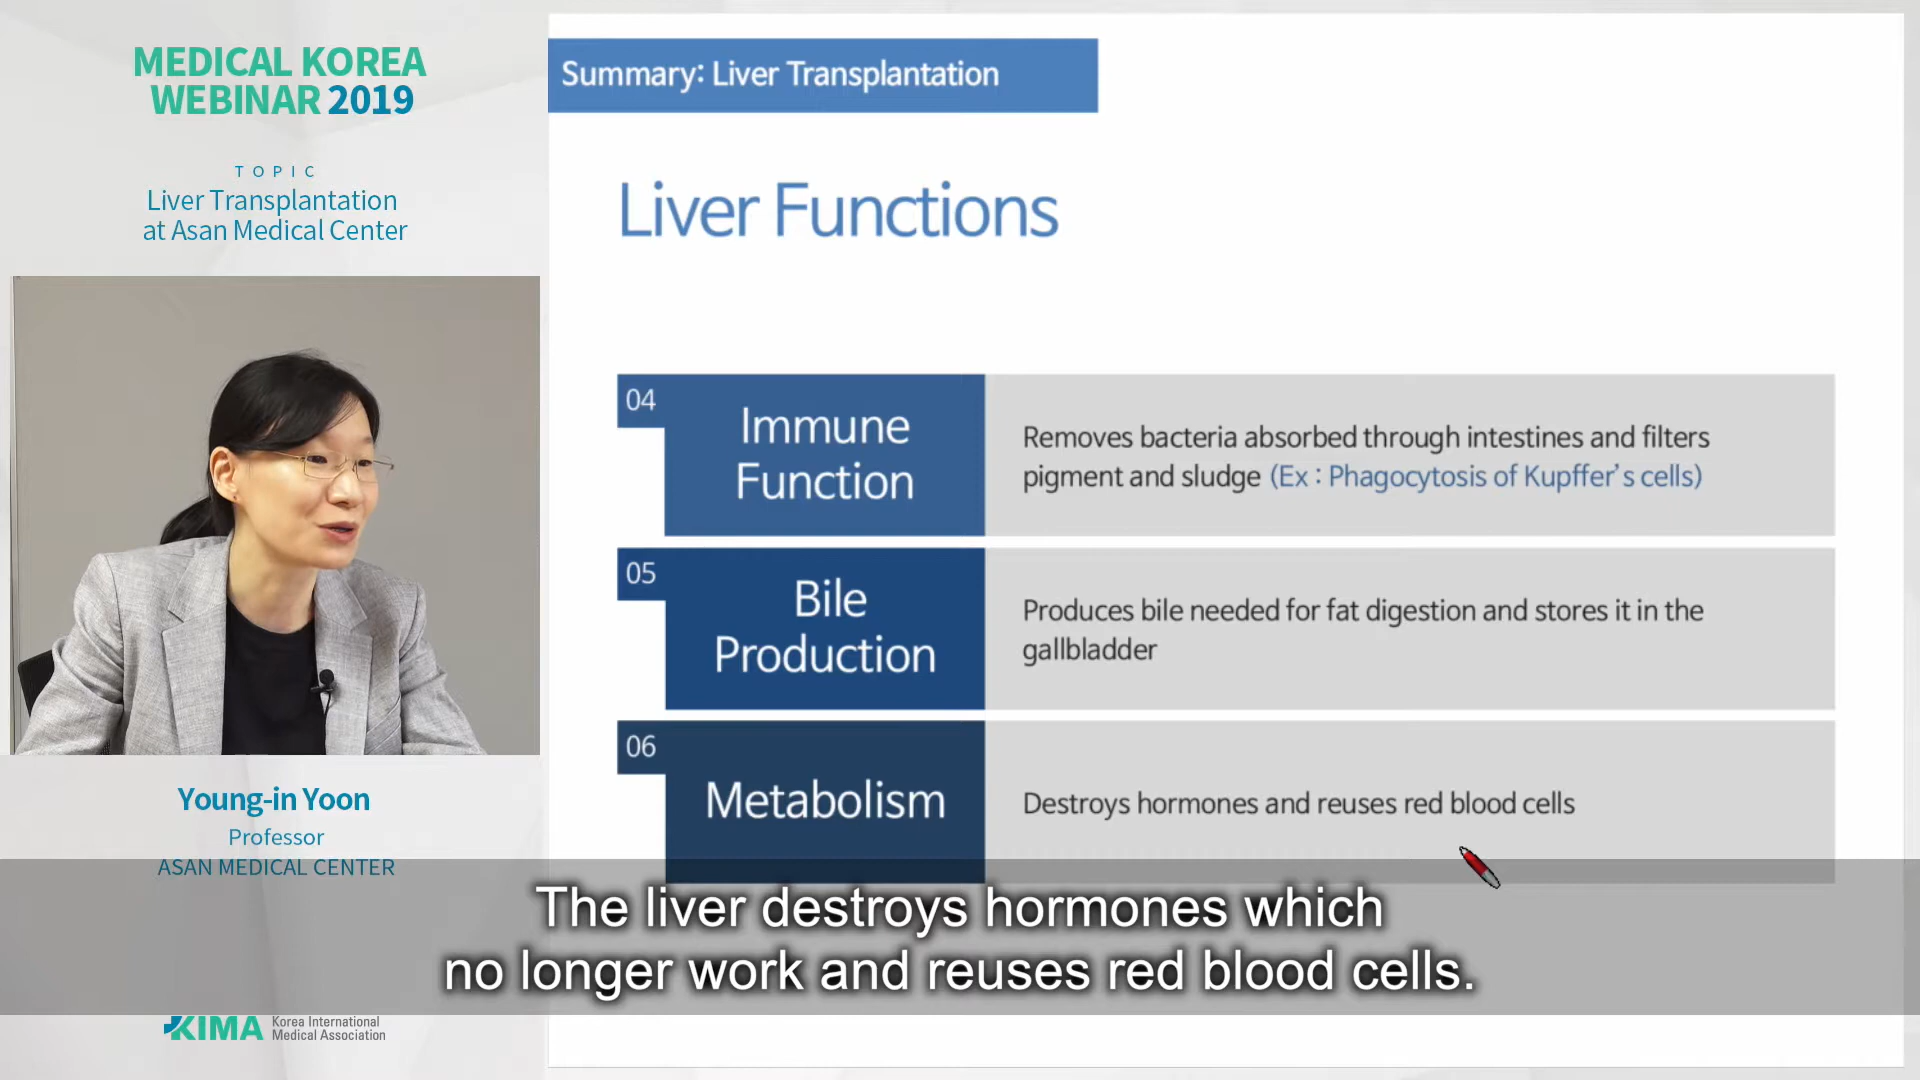 MEDICAL KOREA
WEBINAR 2019
TOPIC
Liver Transplantation
at Asan Medical Center
Young-in Yoon
Professor
ASAN MEDICAL CENTER
KIMA
Korea International
Medical Association
Summary: Liver Transplantation
Liver Functions
04
Immune
Function
Removes bacteria absorbed through intestines and filters
pigment and sludge (Ex : Phagocytosis of Kupffer's cells)
05
Bile
Production
Produces bile needed for fat digestion and stores it in the
gallbladder
06
Metabolism
Destroys hormones and reuses red blood cells
The liver destroys hormones which
no longer work and reuses red blood cells.